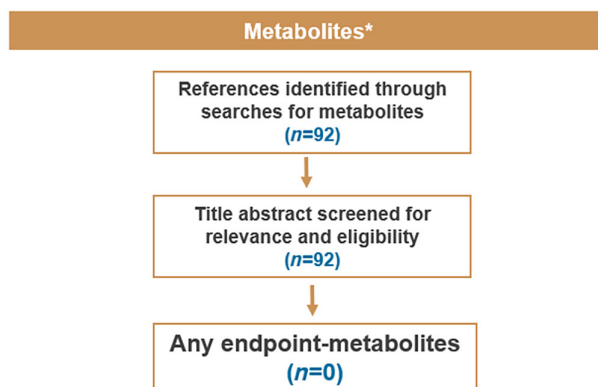 Metabolites*
References identified through
searches for metabolites
(n=92)
Title abstract screened for
relevance and eligibility
(n=92)
Any endpoint-metabolites
(n=0)